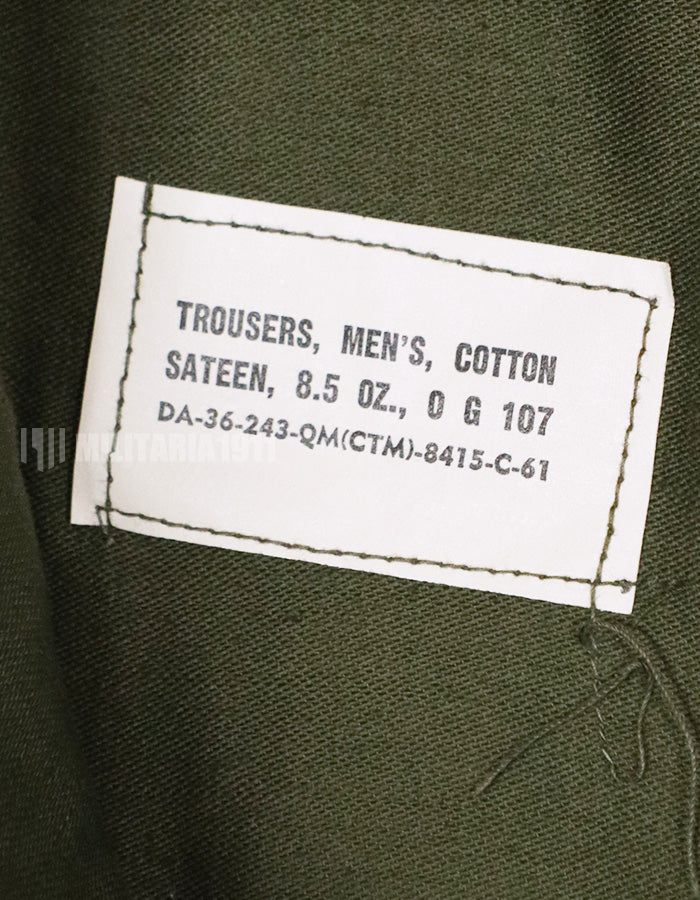 TROUSERS, MEN'S, COTTON
SATEEN, 8.5 OZ., O G 107
DA-36-243-QM(CTM)-8415-C-61
MILITARIA1911